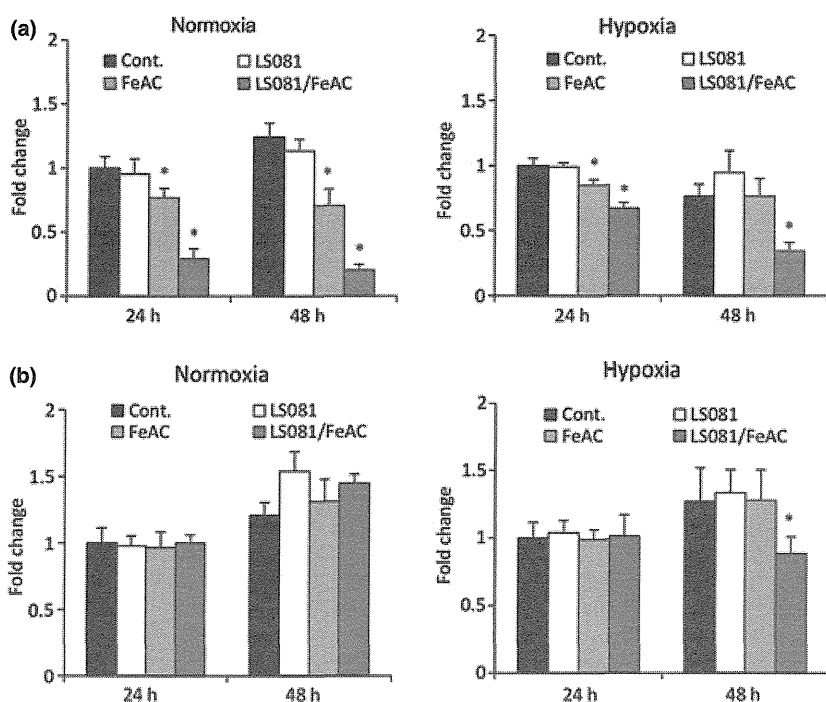 (a)
Normoxia
Cont.
LS081
FeAC
LS081/FeAC
Fold change
2
1.5
1
0.5
0
*
*
*
*
24 h
48 h
Hypoxia
Cont.
LS081
FeAC
LS081/FeAC
Fold change
2
1.5
1
0.5
0
*
*
*
24 h
48 h
(b)
Normoxia
Cont.
LS081
FeAC
LS081/FeAC
Fold change
2
1.5
1
0.5
0
24 h
48 h
Hypoxia
Cont.
LS081
FeAC
LS081/FeAC
Fold change
2
1.5
1
0.5
0
*
24 h
48 h